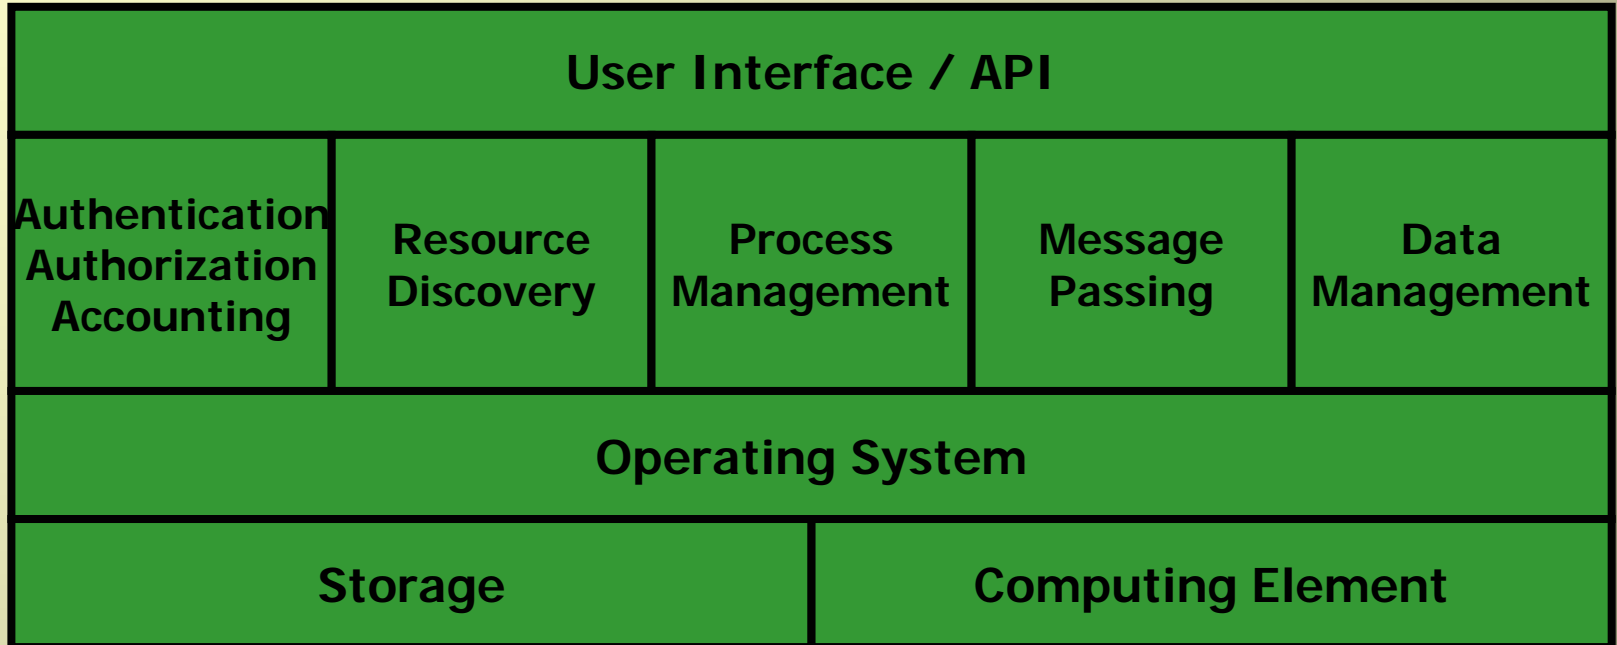 User Interface / API
Authentication
Authorization
Accounting
Resource
Discovery
Process
Management
Message
Passing
Data
Management
Operating System
Storage
Computing Element